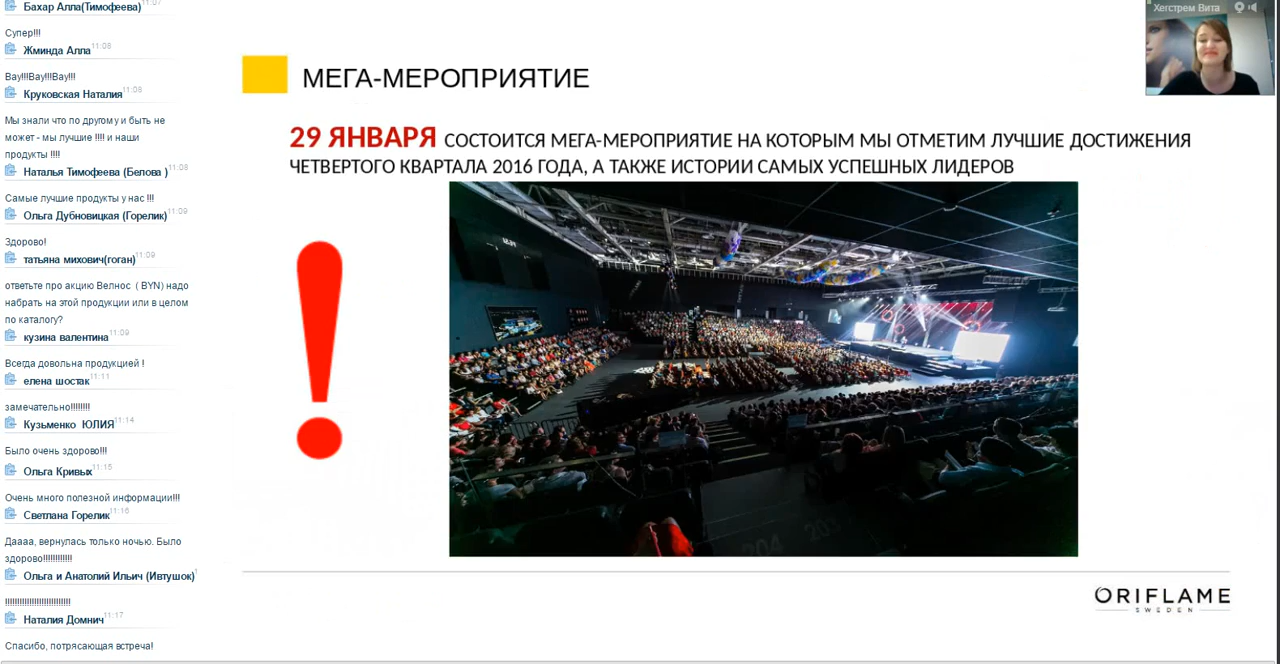 Бахар Алла(Тимофеева) 11:07
Супер!!!
Жминда Алла 11:08
Вау!!!Вау!!!Вау!!!
Круковская Наталия 11:08
Мы знали что по другому и быть не
может - мы лучшие !!!! и наши
продукты !!!!
Наталья Тимофеева (Белова ) 11:08
Самые лучшие продукты у нас !!!
Ольга Дубновицкая (Горелик) 11:09
Здорово!
татьяна михович(гоган) 11:09
ответьте про акцию Велнос ( BYN) надо
набрать на этой продукции или в целом
по каталогу?
кузина валентина 11:09
Всегда довольна продукцией !
елена шостак 11:11
замечательно!!!!!!!!
Кузьменко ЮЛИЯ 11:14
Было очень здорово!!!
Ольга Кривых 11:15
Очень много полезной информации!!!
Светлана Горелик 11:16
Даааа, вернулась только ночью. Было
здорово!!!!!!!!!!!!
Ольга и Анатолий Ильич (Ивтушок) 1
!!!!!!!!!!!!!!!!!!!!!!!!!!!
Наталия Домнич 11:17
Спасибо, потрясающая встреча!
МЕГА-МЕРОПРИЯТИЕ
29 ЯНВАРЯ СОСТОИТСЯ МЕГА-МЕРОПРИЯТИЕ НА КОТОРЫМ МЫ ОТМЕТИМ ЛУЧШИЕ ДОСТИЖЕНИЯ
ЧЕТВЕРТОГО КВАРТАЛА 2016 ГОДА, А ТАКЖЕ ИСТОРИИ САМЫХ УСПЕШНЫХ ЛИДЕРОВ
!
204
Хегстрем Вита
ORIFLAME
SWEDEN